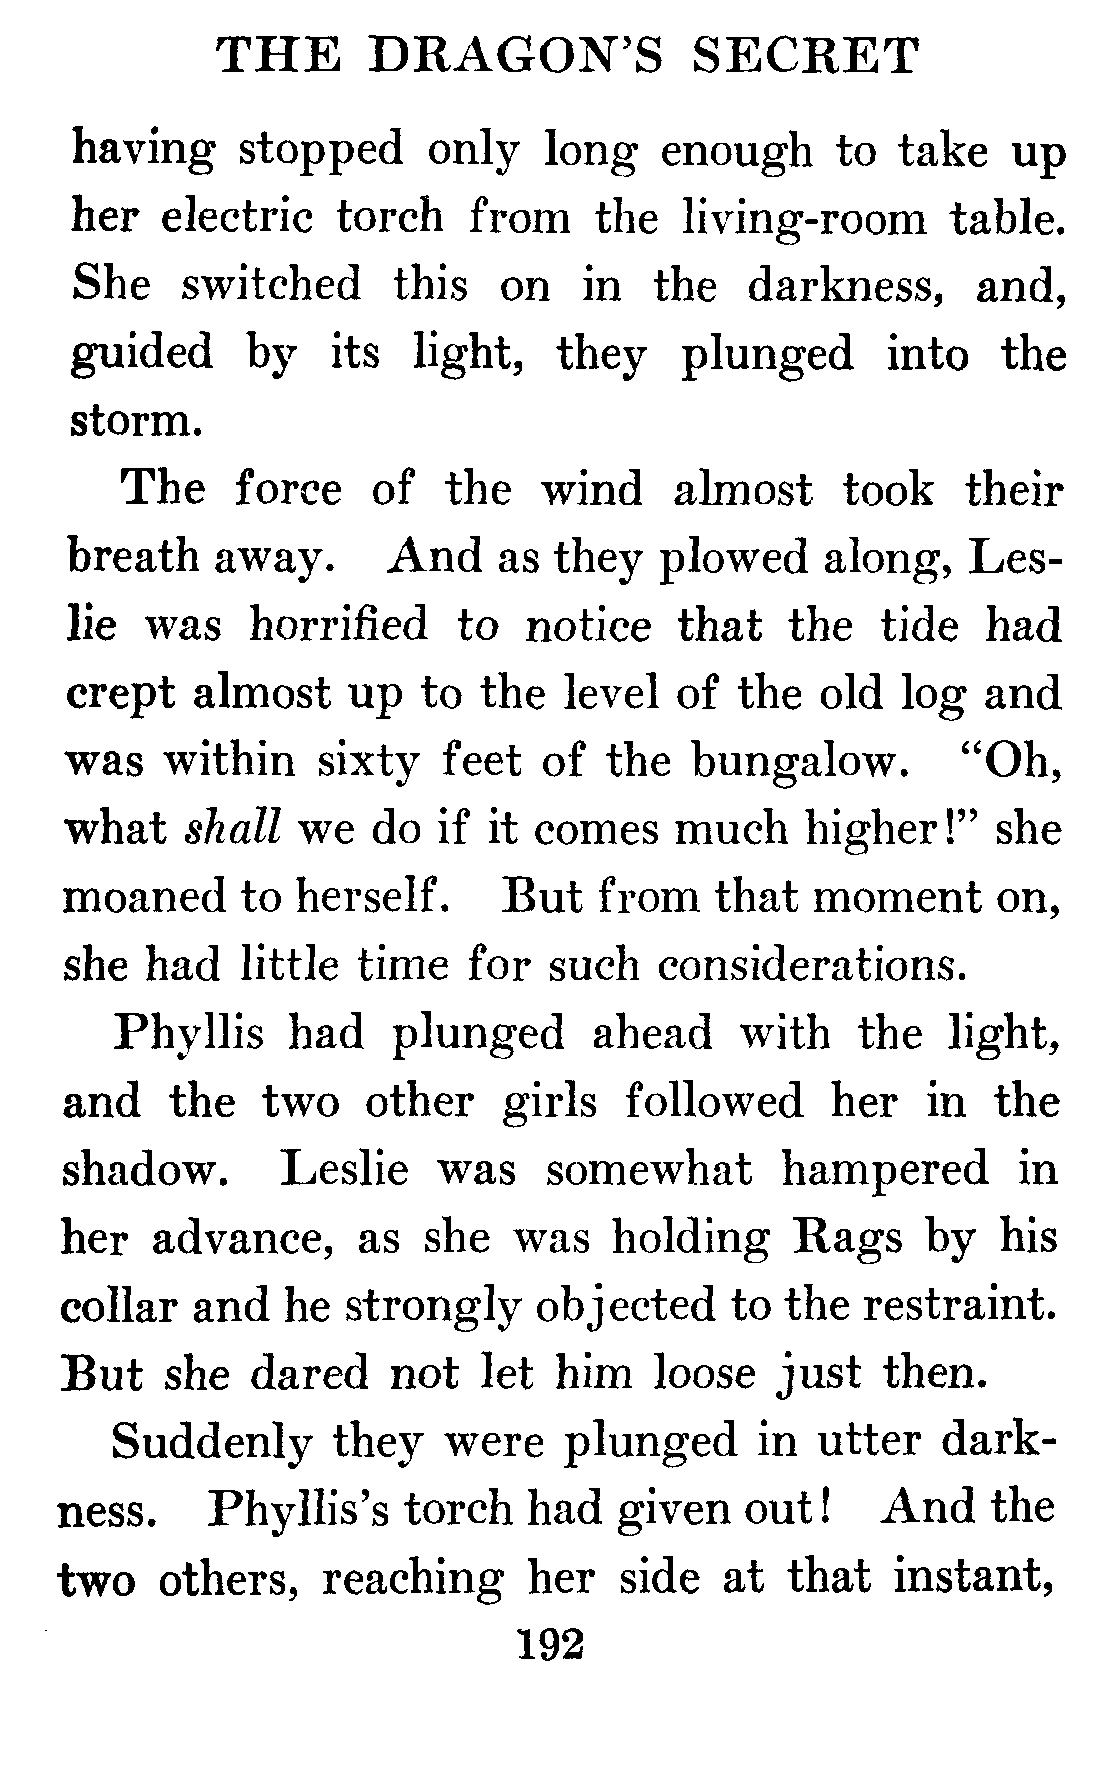 THE DRAGON'S SECRET
having stopped only long enough to take up
her electric torch from the living-room table.
She switched this on in the darkness, and,
guided by its light, they plunged into the
storm.
The force of the wind almost took their
breath away. And as they plowed along, Les-
lie was horrified to notice that the tide had
crept almost up to the level of the old log and
was within sixty feet of the bungalow. "Oh,
what shall we do if it comes much higher!" she
moaned to herself. But from that moment on,
she had little time for such considerations.
Phyllis had plunged ahead with the light,
and the two other girls followed her in the
shadow. Leslie was somewhat hampered in
her advance, as she was holding Rags by his
collar and he strongly objected to the restraint.
But she dared not let him loose just then.
Suddenly they were plunged in utter dark-
ness. Phyllis's torch had given out! And the
two others, reaching her side at that instant,
192